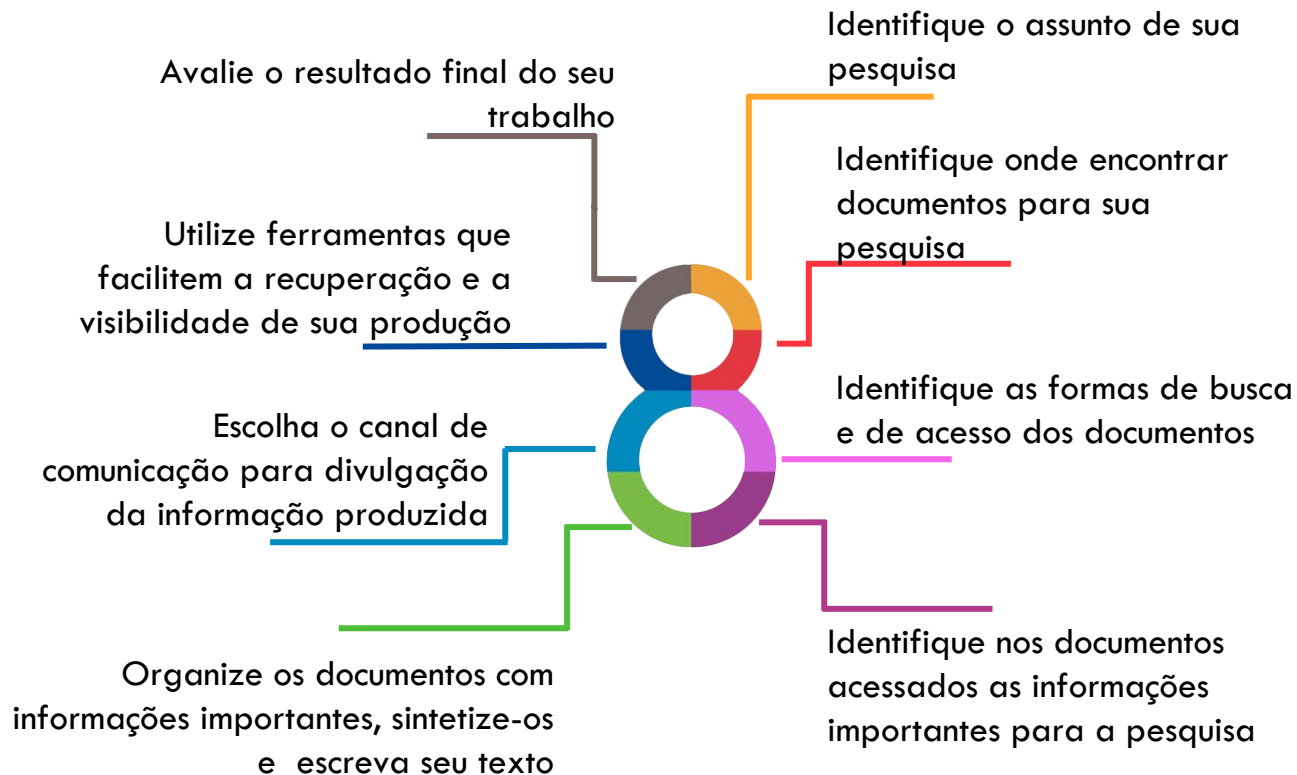 Identifique o assunto de sua
pesquisa
Identifique onde encontrar
documentos para sua
pesquisa
Identifique as formas de busca
e de acesso dos documentos
Identifique nos documentos
acessados as informações
importantes para a pesquisa
Organize os documentos com
informações importantes, sintetize-os
e escreva seu texto
Escolha o canal de
comunicação para divulgação
da informação produzida
Utilize ferramentas que
facilitem a recuperação e a
visibilidade de sua produção
Avalie o resultado final do seu
trabalho